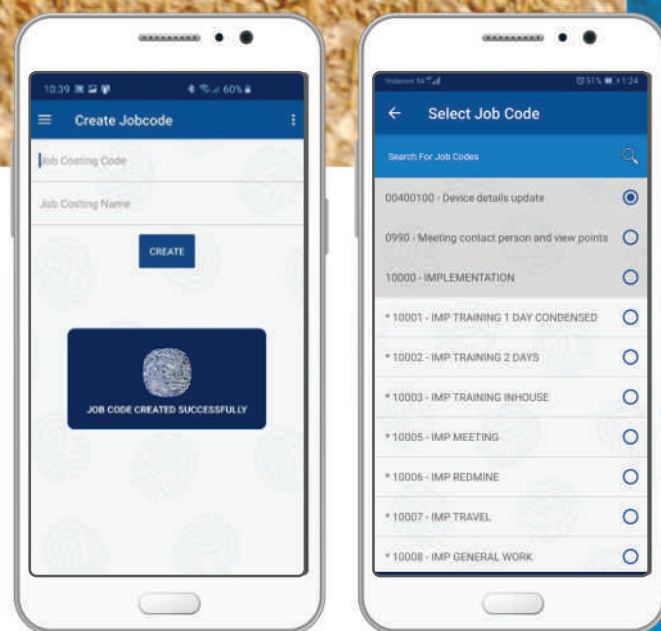 10:39 60%
Create Jobcode
Job Costing Code
Job Costing Name
CREATE
JOB CODE CREATED SUCCESSFULLY
51% 1:24
Select Job Code
Search For Job Codes
00400100 - Device details update
0990 - Meeting contact person and view points
10000 - IMPLEMENTATION
* 10001 - IMP TRAINING 1 DAY CONDENSED
* 10002 - IMP TRAINING 2 DAYS
* 10003 - IMP TRAINING INHOUSE
* 10005 - IMP MEETING
* 10006 - IMP REDMINE
* 10007 - IMP TRAVEL
* 10008 - IMP GENERAL WORK